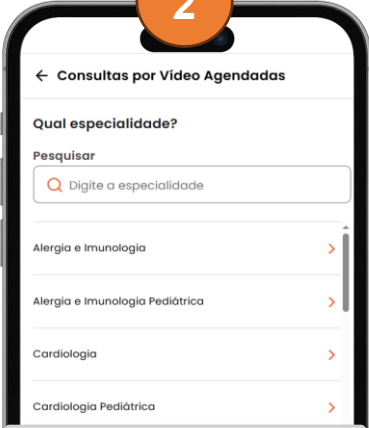 2
← Consultas por Vídeo Agendadas
Qual especialidade?
Pesquisar
Digite a especialidade
Alergia e Imunologia
Alergia e Imunologia Pediátrica
Cardiologia
Cardiologia Pediátrica